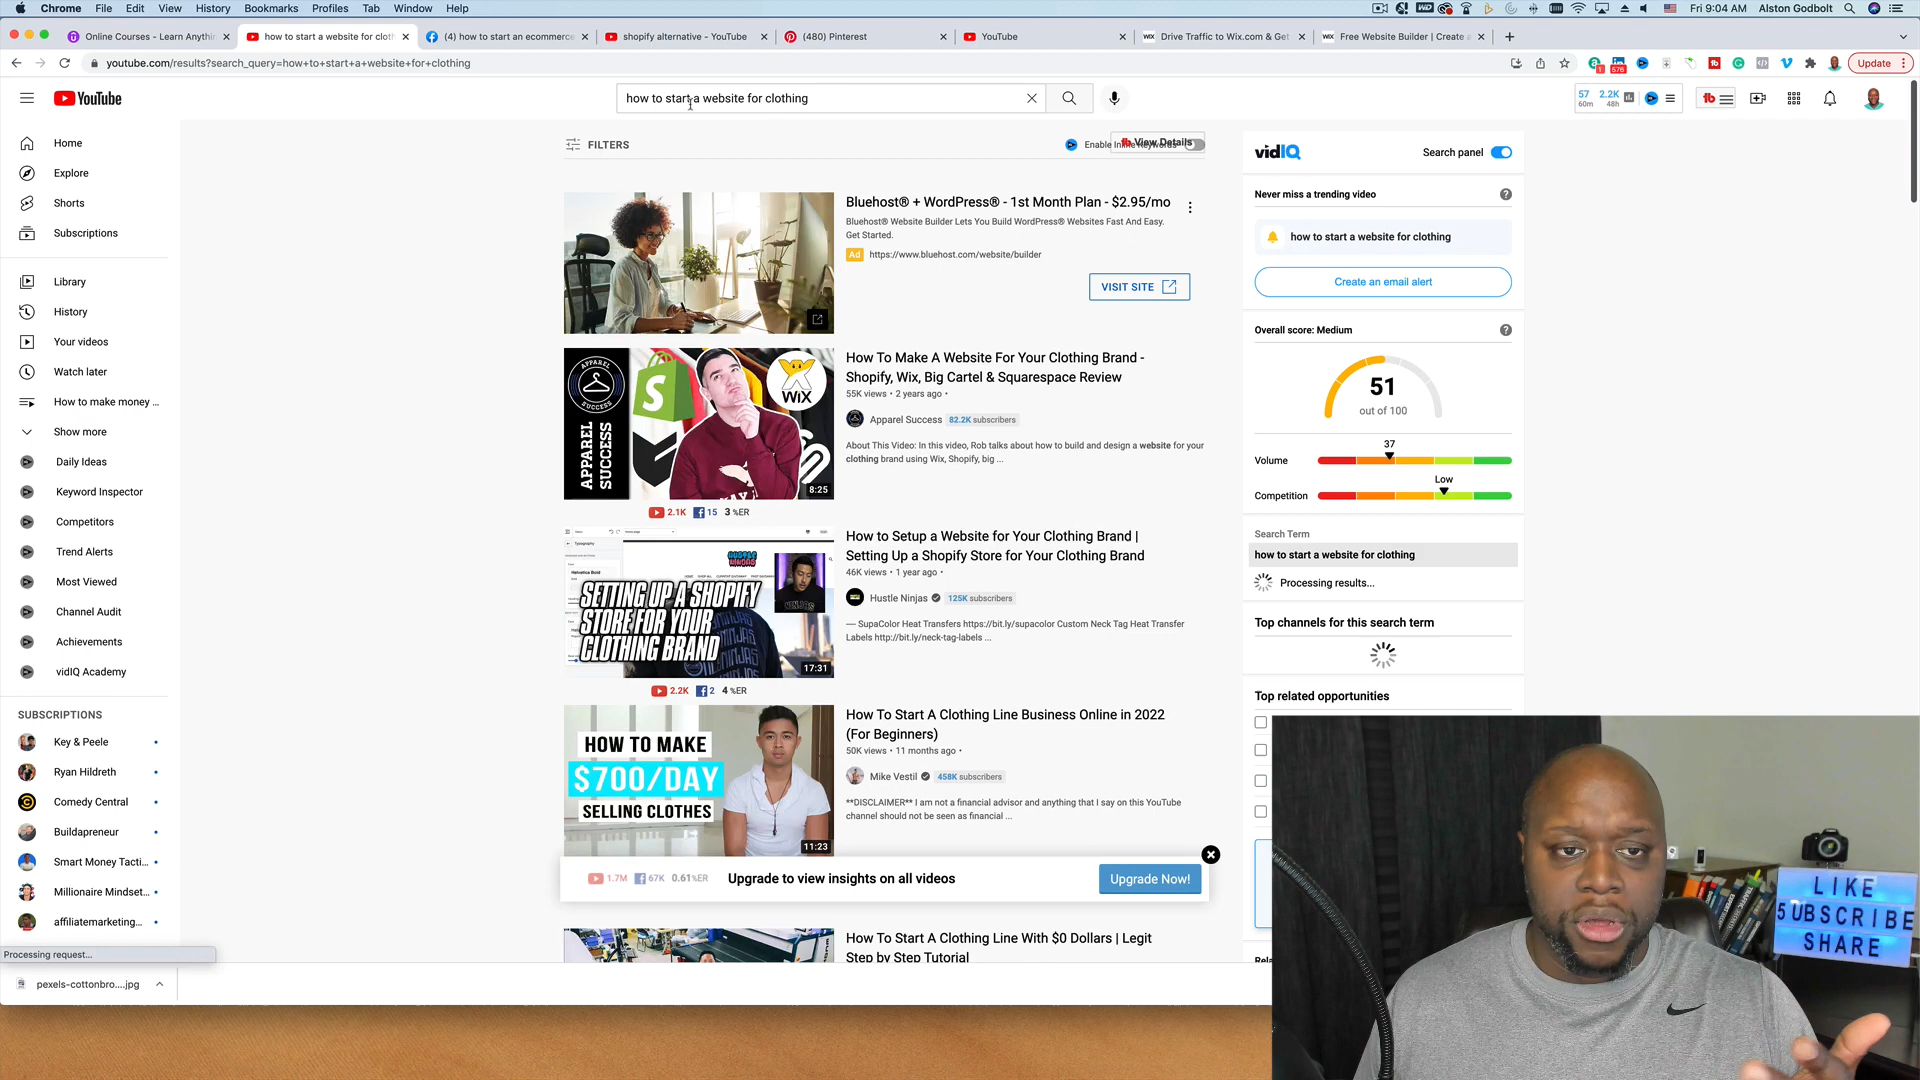 Chrome File Edit View History Bookmarks Profiles Tab Window Help
Fri 9:04 AM Alston Godbolt
Online Courses - Learn Anythin
how to start a website for cloth
(4) how to start an ecommerce
shopify alternative - YouTube
(480) Pinterest
YouTube
Drive Traffic to Wix.com & Get
Free Website Builder | Create a
youtube.com/results?search_query=how+to+start+a+website+for+clothing
1
576
Update
YouTube
how to start a website for clothing
57
60m
2.2K
48h
Home
Explore
Shorts
Subscriptions
Library
History
Your videos
Watch later
How to make money ...
Show more
Daily Ideas
Keyword Inspector
Competitors
Trend Alerts
Most Viewed
Channel Audit
Achievements
vidIQ Academy
SUBSCRIPTIONS
Key & Peele
Ryan Hildreth
Comedy Central
Buildapreneur
Smart Money Tacti...
Millionaire Mindset...
affiliatemarketing...
Processing request...
pexels-cottonbro....jpg
FILTERS
View Details
Bluehost® + WordPress® - 1st Month Plan - $2.95/mo
Bluehost® Website Builder Lets You Build WordPress® Websites Fast And Easy.
Get Started.
Ad https://www.bluehost.com/website/builder
VISIT SITE
APPAREL SUCCESS
WiX
8:25
How To Make A Website For Your Clothing Brand -
Shopify, Wix, Big Cartel & Squarespace Review
55K views • 2 years ago •
Apparel Success 82.2K subscribers
About This Video: In this video, Rob talks about how to build and design a website for your
clothing brand using Wix, Shopify, big ...
2.1K 15 3 %ER
SETTING UP A SHOPIFY
STORE FOR YOUR
CLOTHING BRAND
17:31
How to Setup a Website for Your Clothing Brand |
Setting Up a Shopify Store for Your Clothing Brand
46K views • 1 year ago •
Hustle Ninjas 125K subscribers
— SupaColor Heat Transfers https://bit.ly/supacolor Custom Neck Tag Heat Transfer
Labels http://bit.ly/neck-tag-labels ...
2.2K 2 4 %ER
HOW TO MAKE
$700/DAY
SELLING CLOTHES
11:23
How To Start A Clothing Line Business Online in 2022
(For Beginners)
50K views • 11 months ago •
Mike Vestil 458K subscribers
**DISCLAIMER** I am not a financial advisor and anything that I say on this YouTube
channel should not be seen as financial ...
1.7M 67K 0.61%ER
Upgrade to view insights on all videos
Upgrade Now!
How To Start A Clothing Line With $0 Dollars | Legit
Step by Step Tutorial
vidIQ
Search panel
Never miss a trending video
how to start a website for clothing
Create an email alert
Overall score: Medium
51
out of 100
37
Volume
Low
Competition
Search Term
how to start a website for clothing
Processing results...
Top channels for this search term
Top related opportunities
LIKE
SUBSCRIBE
SHARE